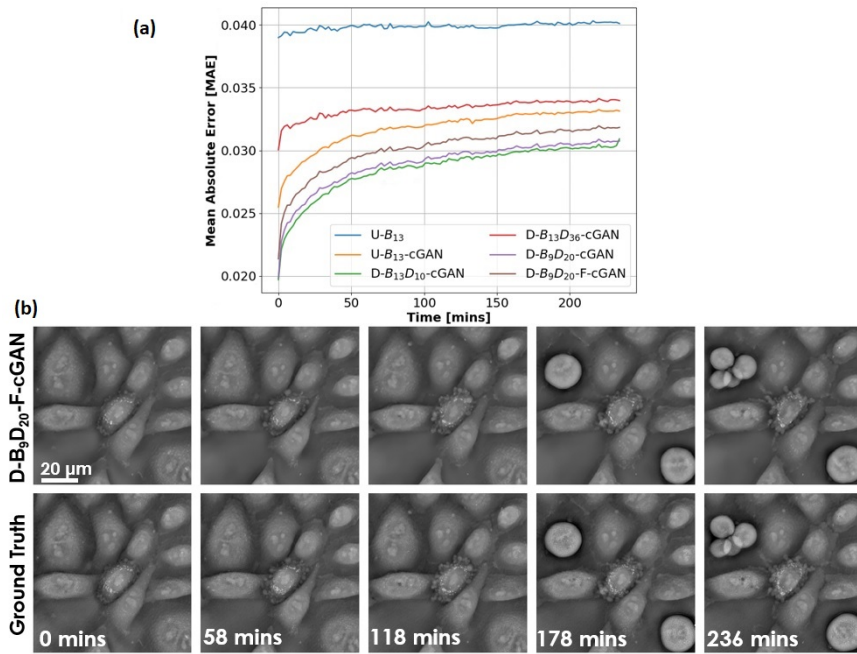 (a)
Mean Absolute Error [MAE]
0.040
0.035
0.030
0.025
0.020
U-B₁₃
U-B₁₃-cGAN
D-B₁₃D₁₀-cGAN
D-B₁₃D₃₆-cGAN
D-B₉D₂₀-cGAN
D-B₉D₂₀-F-cGAN
0 50 100 150 200
Time [mins]
(b)
D-B₉D₂₀-F-cGAN
20 µm
Ground Truth
0 mins
58 mins
118 mins
178 mins
236 mins